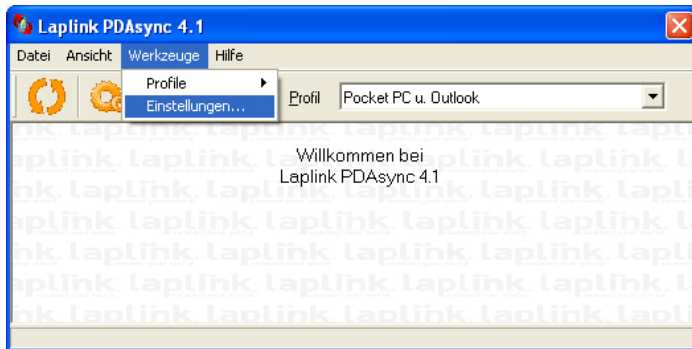 Laplink PDAsync 4.1
Datei Ansicht Werkzeuge Hilfe
Profile
Einstellungen...
Profil Pocket PC u. Outlook
Willkommen bei
Laplink PDAsync 4.1